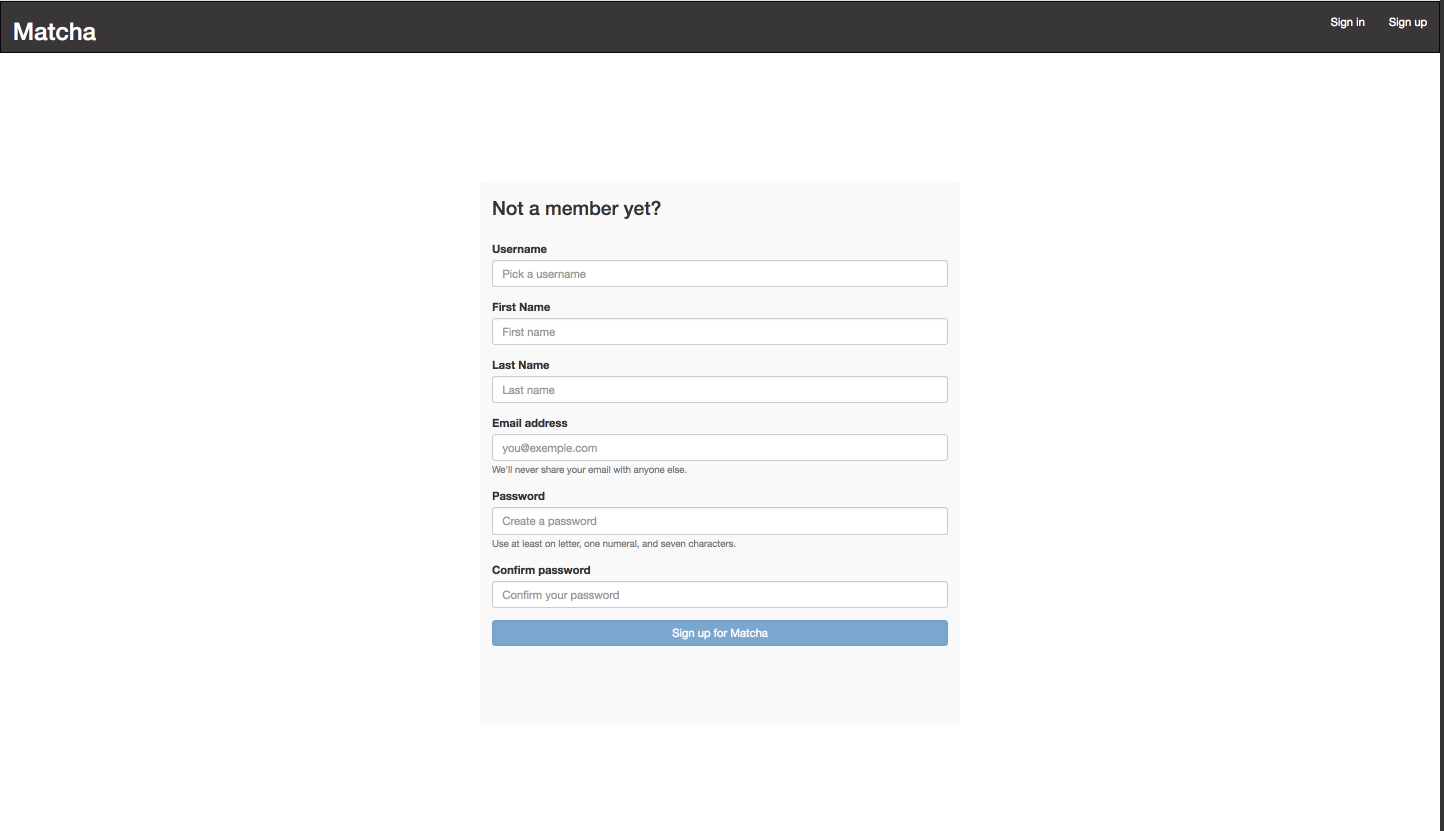 Matcha
Sign in
Sign up
Not a member yet?
Username
Pick a username
First Name
First name
Last Name
Last name
Email address
you@exemple.com
We'll never share your email with anyone else.
Password
Create a password
Use at least on letter, one numeral, and seven characters.
Confirm password
Confirm your password
Sign up for Matcha